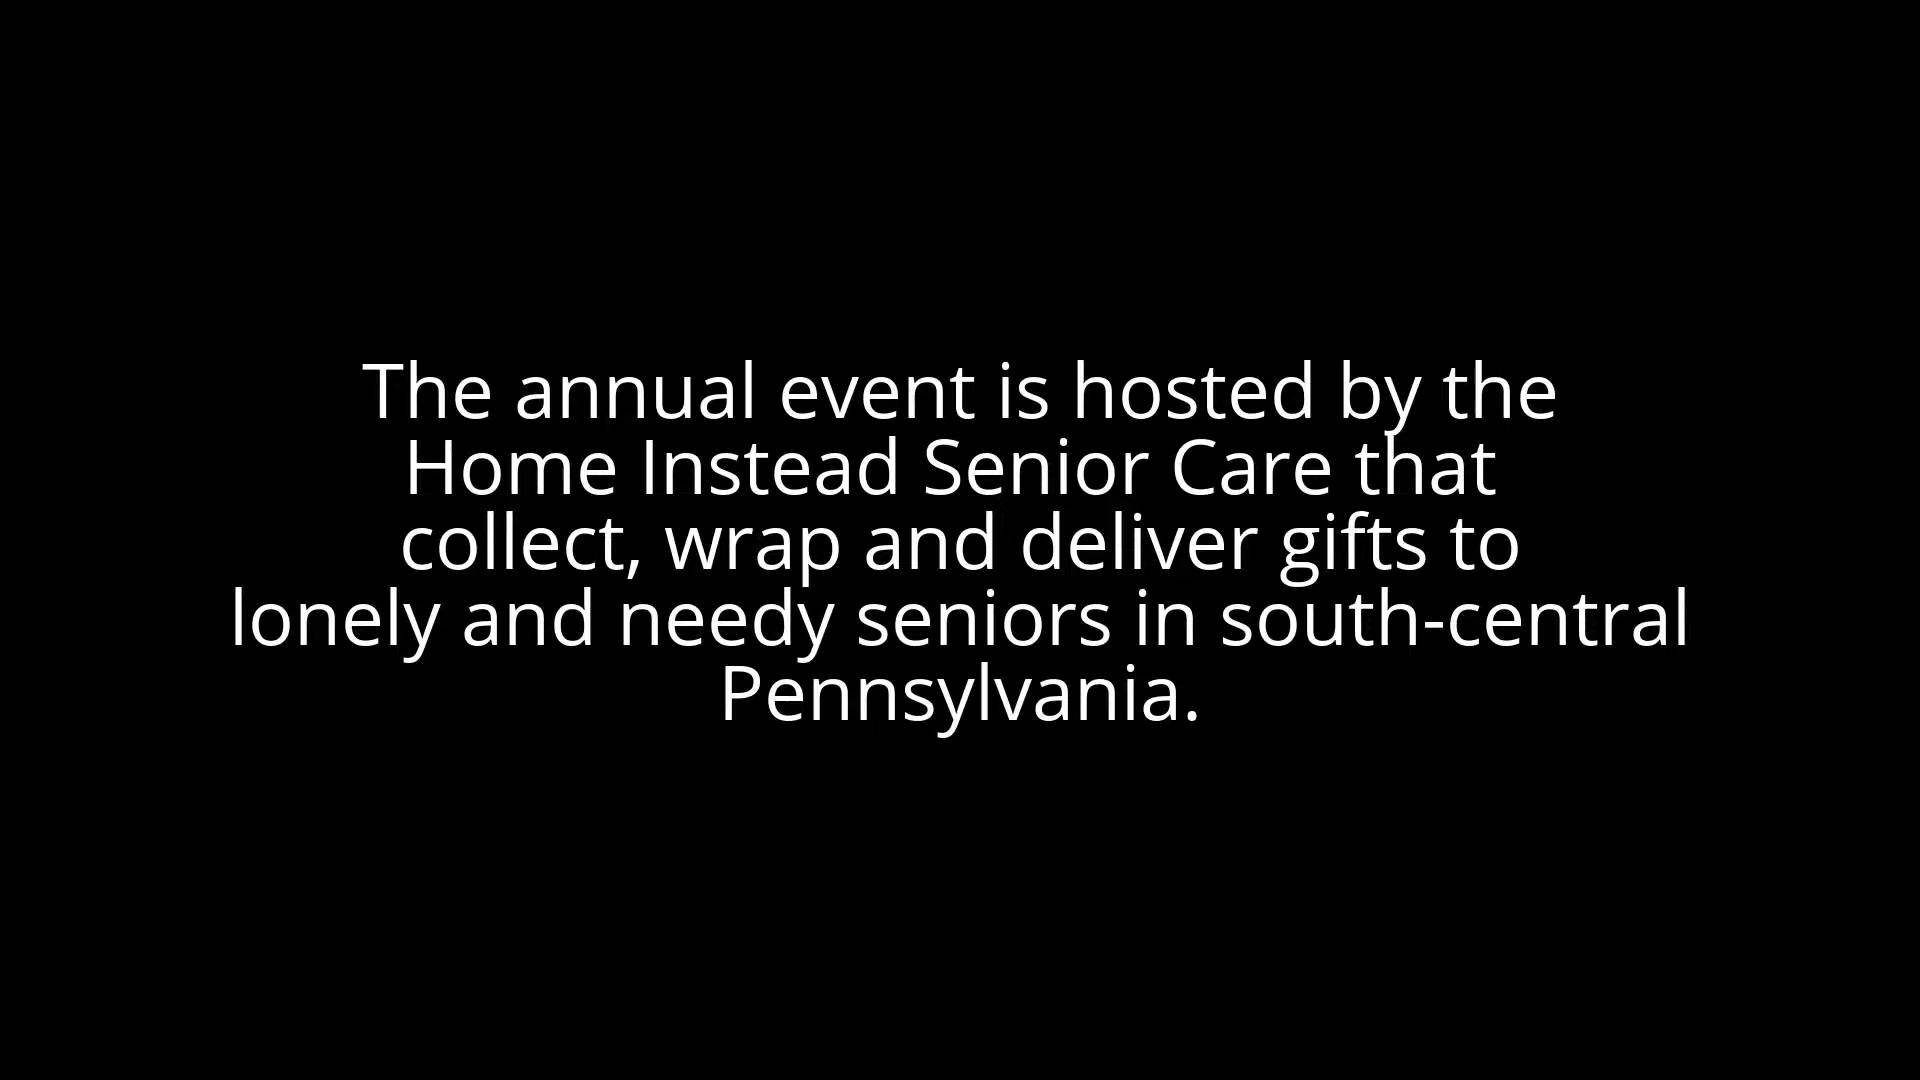 The annual event is hosted by the
Home Instead Senior Care that
collect, wrap and deliver gifts to
lonely and needy seniors in south-central
Pennsylvania.